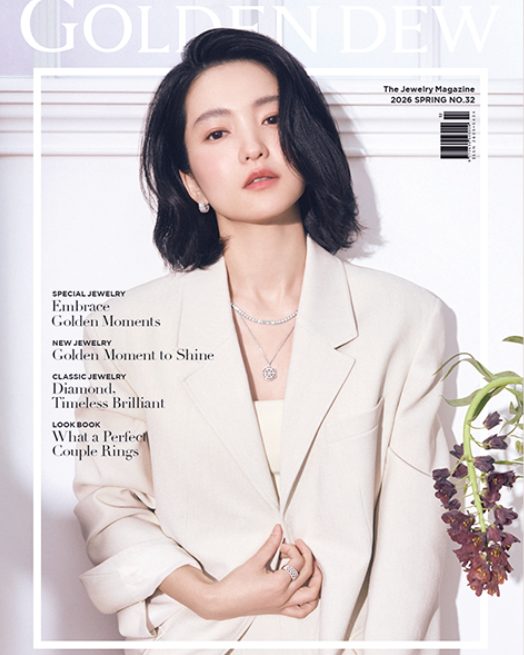 GOLDEN DEW
The Jewelry Magazine
2026 SPRING NO.32
SPECIAL JEWELRY
Embrace
Golden Moments
NEW JEWELRY
Golden Moment to Shine
CLASSIC JEWELRY
Diamond,
Timeless Brilliant
LOOK BOOK
What a Perfect
Couple Rings